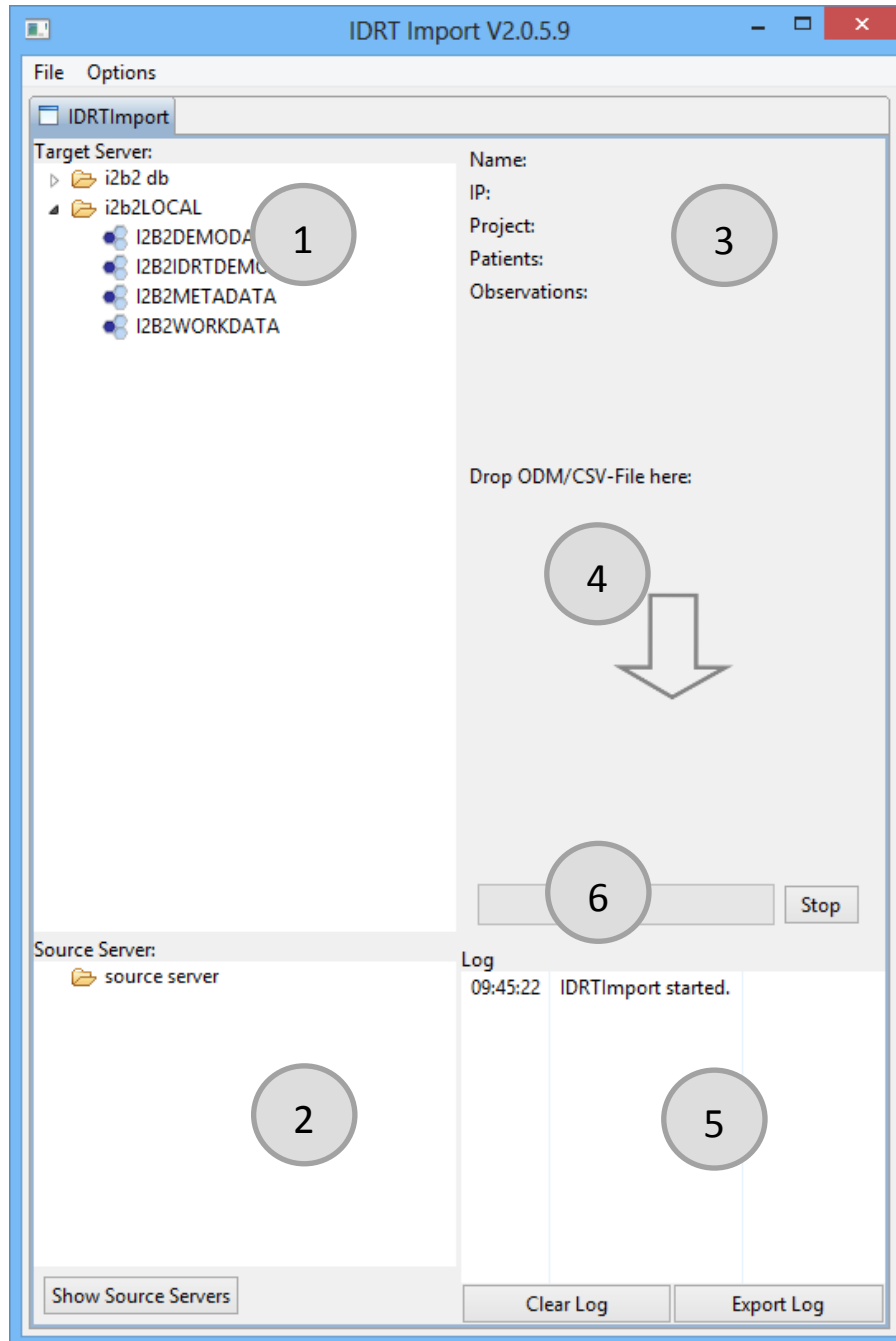 IDRT Import V2.0.5.9
File Options
IDRTImport
Target Server:
i2b2 db
i2b2LOCAL
I2B2DEMODA
I2B2IDRTDEMO
I2B2METADATA
I2B2WORKDATA
1
Name:
IP:
Project:
Patients:
Observations:
3
Drop ODM/CSV-File here:
4
6
Stop
Source Server:
source server
2
Show Source Servers
Log
09:45:22 IDRTImport started.
5
Clear Log Export Log